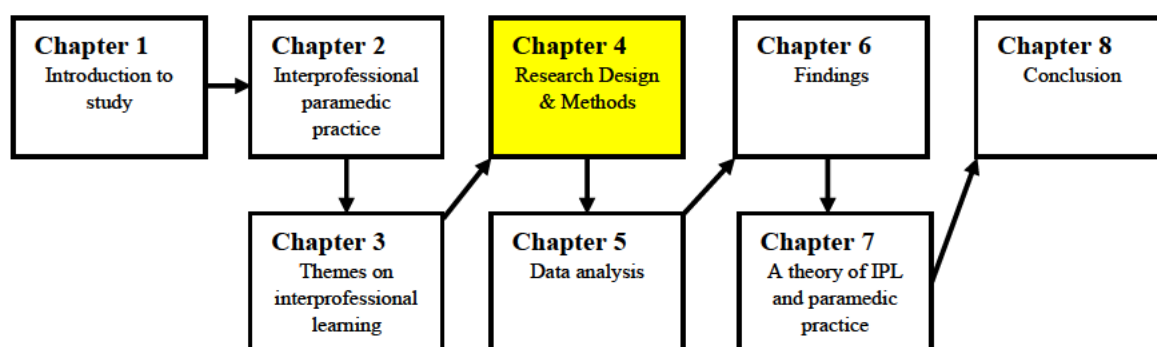 Chapter 1
Introduction to
study
Chapter 2
Interprofessional
paramedic
practice
Chapter 3
Themes on
interprofessional
learning
Chapter 4
Research Design
& Methods
Chapter 5
Data analysis
Chapter 6
Findings
Chapter 7
A theory of IPL
and paramedic
practice
Chapter 8
Conclusion